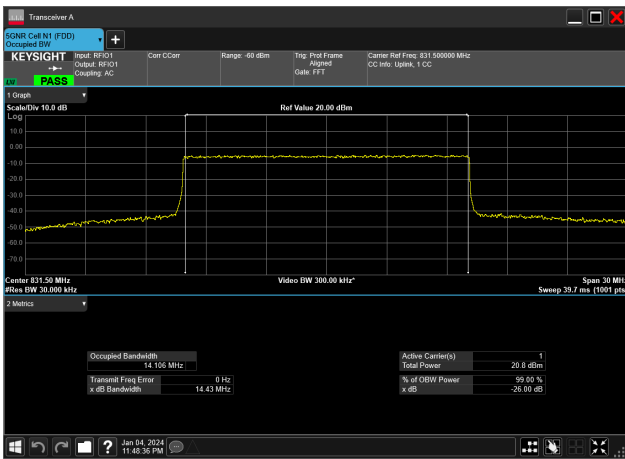 Transceiver A
5GNR Cell N1 (FDD)
Occupied BW
KEYSIGHT
LXI
PASS
Input: RFIO1
Output: RFIO1
Coupling: AC
Corr CCorr
Range: -60 dBm
Trig: Prot Frame
Aligned
Gate: FFT
Carrier Ref Freq: 831.500000 MHz
CC Info: Uplink, 1 CC
1 Graph
Scale/Div 10.0 dB
Ref Value 20.00 dBm
Log
10.0
0.00
-10.0
-20.0
-30.0
-40.0
-50.0
-60.0
-70.0
Center 831.50 MHz
Video BW 300.00 kHz*
Span 30 MHz
#Res BW 30.000 kHz
Sweep 39.7 ms (1001 pts
2 Metrics
Occupied Bandwidth
14.106 MHz
Transmit Freq Error 0 Hz
x dB Bandwidth 14.43 MHz
Active Carrier(s) 1
Total Power 20.8 dBm
% of OBW Power 99.00 %
x dB -26.00 dB
Jan 04, 2024
11:48:36 PM